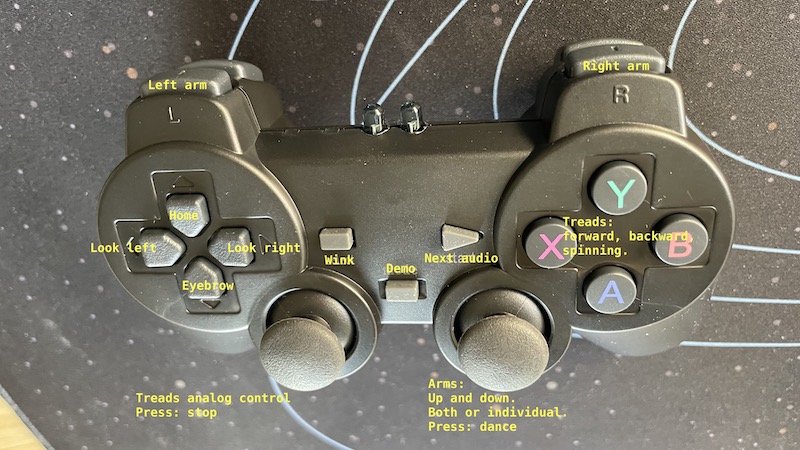 Left arm
Right arm
L
R
Y
Home
Treads:
Look left
Look right
X
forward, backward,
B
spinning.
Wink
Next audio
Demo
Eyebrow
A
Arms:
Treads analog control
Up and down.
Press: stop
Both or individual.
Press: dance